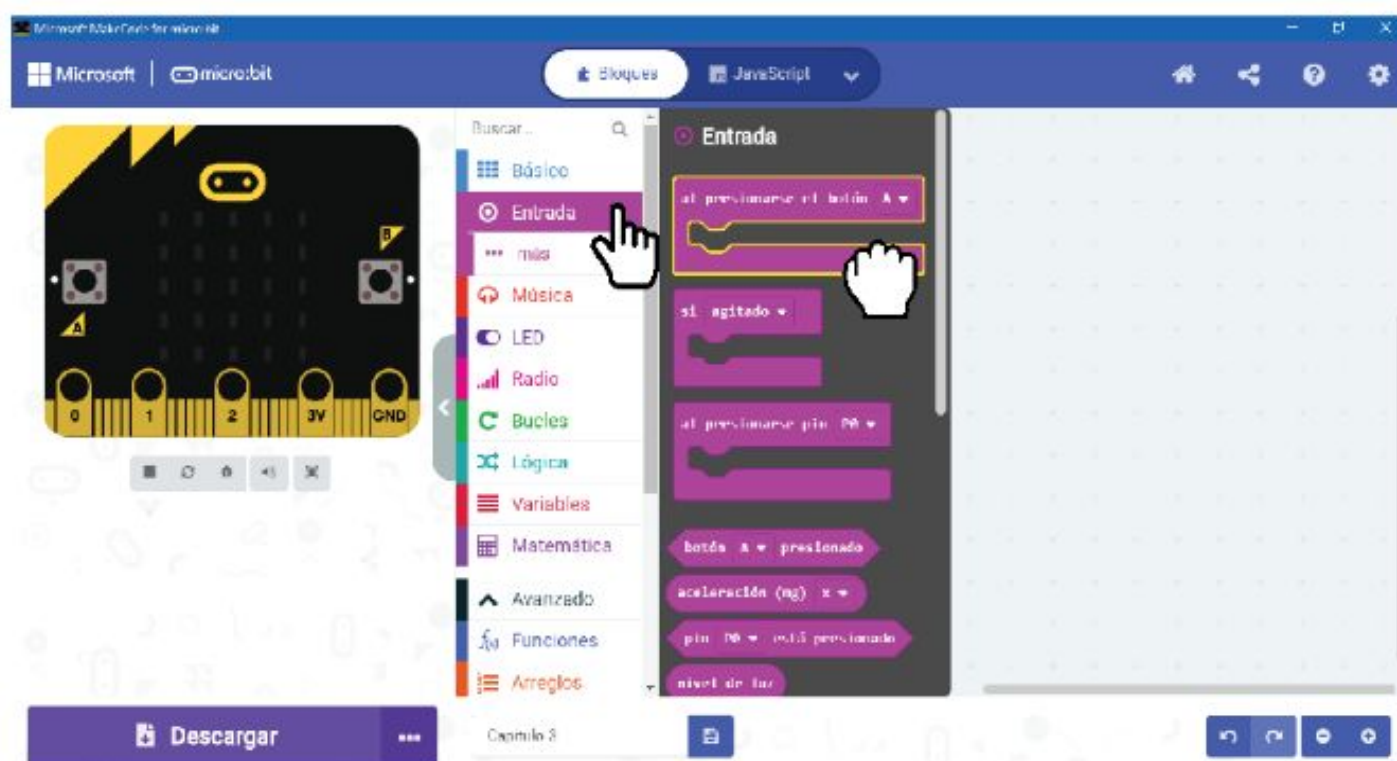 Microsoft MakeCode for micro:bit
Microsoft
micro:bit
Bloques
JavaScript
A
B
0
1
2
3V
GND
Buscar...
Básico
Entrada
más
Música
LED
Radio
Bucles
Lógica
Variables
Matemática
Avanzado
Funciones
Arreglos
Entrada
al presionarse el botón A
si agitado
al presionarse pin P0
botón A presionado
aceleración (mg) x
pin P0 está presionado
nivel de luz
Descargar
Capítulo 3